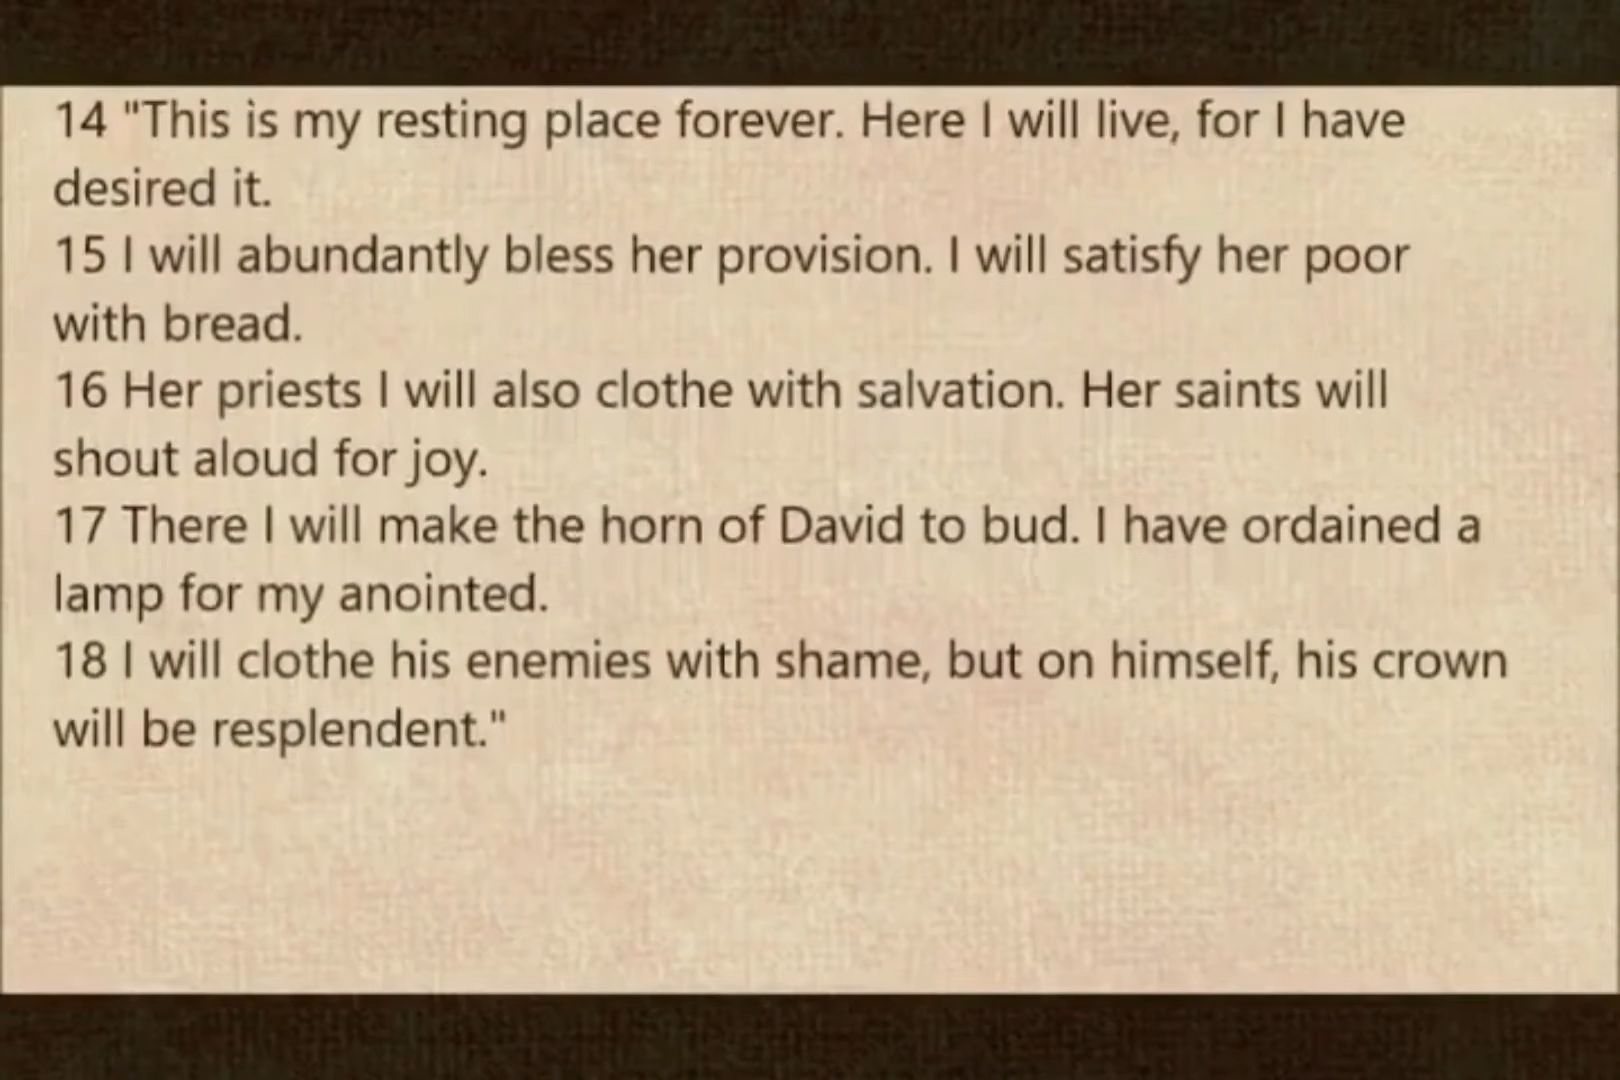 14 "This is my resting place forever. Here I will live, for I have
desired it.
15 I will abundantly bless her provision. I will satisfy her poor
with bread.
16 Her priests I will also clothe with salvation. Her saints will
shout aloud for joy.
17 There I will make the horn of David to bud. I have ordained a
lamp for my anointed.
18 I will clothe his enemies with shame, but on himself, his crown
will be resplendent."